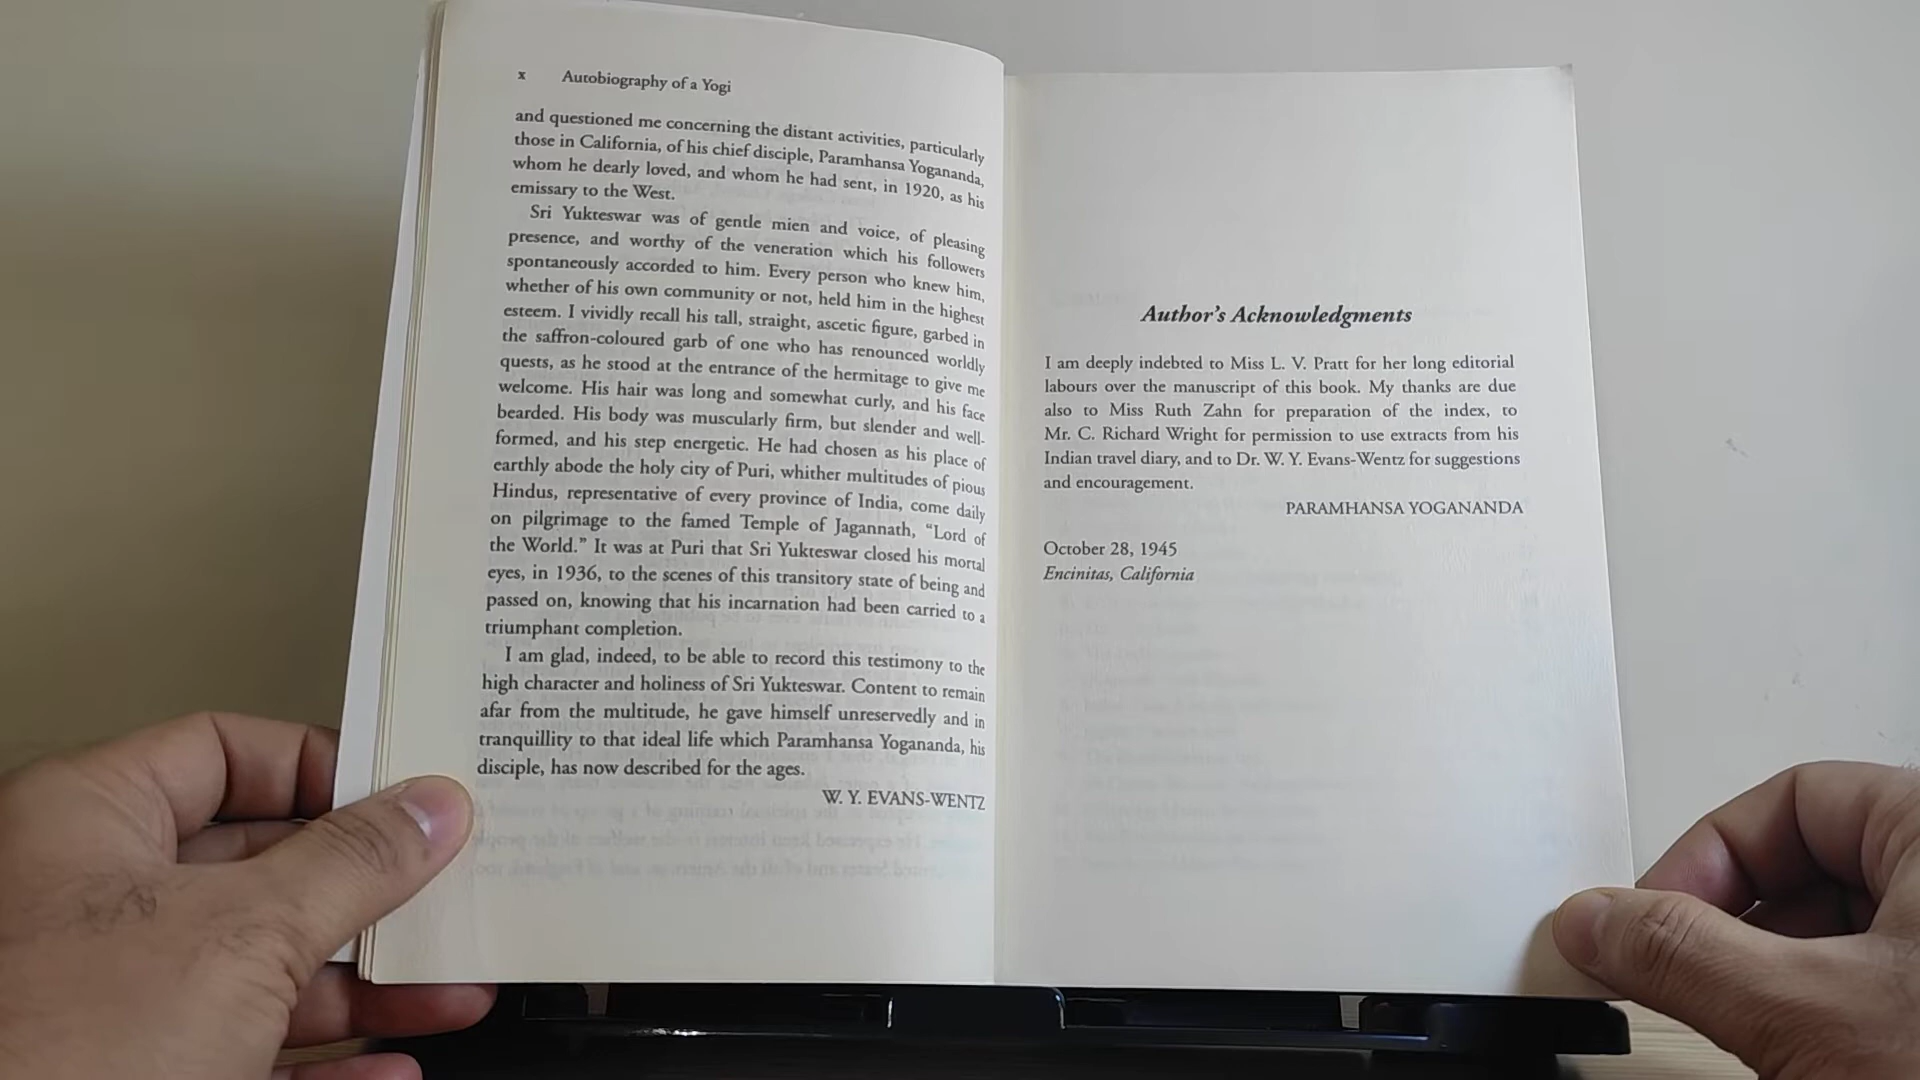 x Autobiography of a Yogi
and questioned me concerning the distant activities, particularly
those in California, of his chief disciple, Paramhansa Yogananda,
whom he dearly loved, and whom he had sent, in 1920, as his
emissary to the West.
Sri Yukteswar was of gentle mien and voice, of pleasing
presence, and worthy of the veneration which his followers
spontaneously accorded to him. Every person who knew him,
whether of his own community or not, held him in the highest
esteem. I vividly recall his tall, straight, ascetic figure, garbed in
the saffron-coloured garb of one who has renounced worldly
quests, as he stood at the entrance of the hermitage to give me
welcome. His hair was long and somewhat curly, and his face
bearded. His body was muscularly firm, but slender and well-
formed, and his step energetic. He had chosen as his place of
earthly abode the holy city of Puri, whither multitudes of pious
Hindus, representative of every province of India, come daily
on pilgrimage to the famed Temple of Jagannath, “Lord of
the World.” It was at Puri that Sri Yukteswar closed his mortal
eyes, in 1936, to the scenes of this transitory state of being and
passed on, knowing that his incarnation had been carried to a
triumphant completion.
I am glad, indeed, to be able to record this testimony to the
high character and holiness of Sri Yukteswar. Content to remain
afar from the multitude, he gave himself unreservedly and in
tranquillity to that ideal life which Paramhansa Yogananda, his
disciple, has now described for the ages.
W. Y. EVANS-WENTZ
Author’s Acknowledgments
I am deeply indebted to Miss L. V. Pratt for her long editorial
labours over the manuscript of this book. My thanks are due
also to Miss Ruth Zahn for preparation of the index, to
Mr. C. Richard Wright for permission to use extracts from his
Indian travel diary, and to Dr. W. Y. Evans-Wentz for suggestions
and encouragement.
PARAMHANSA YOGANANDA
October 28, 1945
Encinitas, California